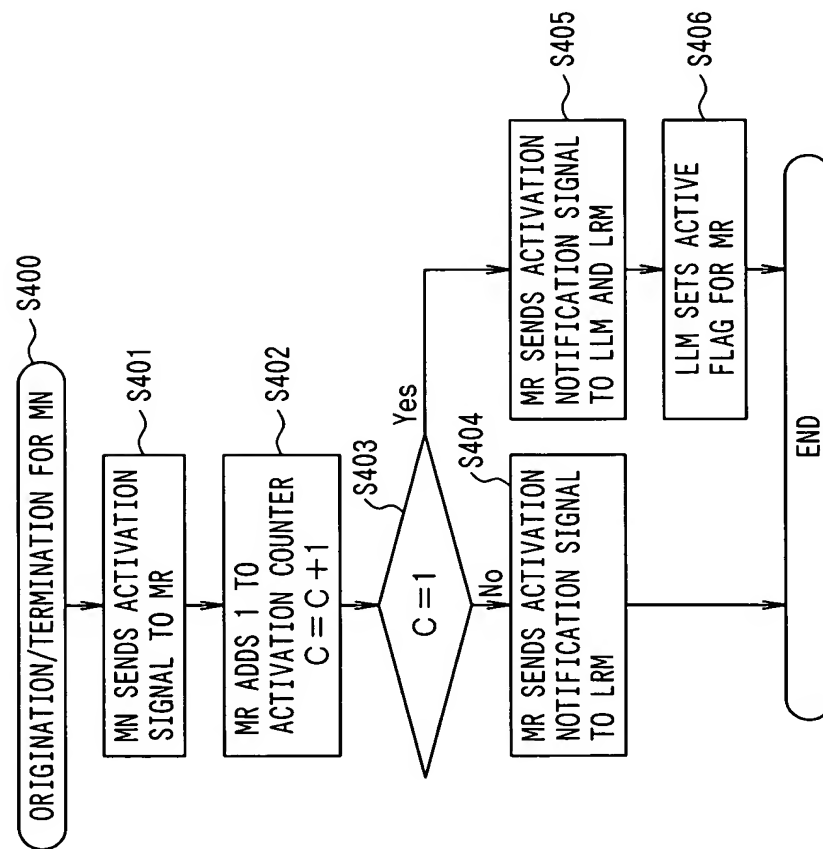 ORIGINATION/TERMINATION FOR MN
S400
MN SENDS ACTIVATION
SIGNAL TO MR
S401
MR ADDS 1 TO
ACTIVATION COUNTER
C=C+1
S402
C=1
S403
Yes
No
MR SENDS ACTIVATION
NOTIFICATION SIGNAL
TO LRM
S404
MR SENDS ACTIVATION
NOTIFICATION SIGNAL
TO LLM AND LRM
S405
LLM SETS ACTIVE
FLAG FOR MR
S406
END